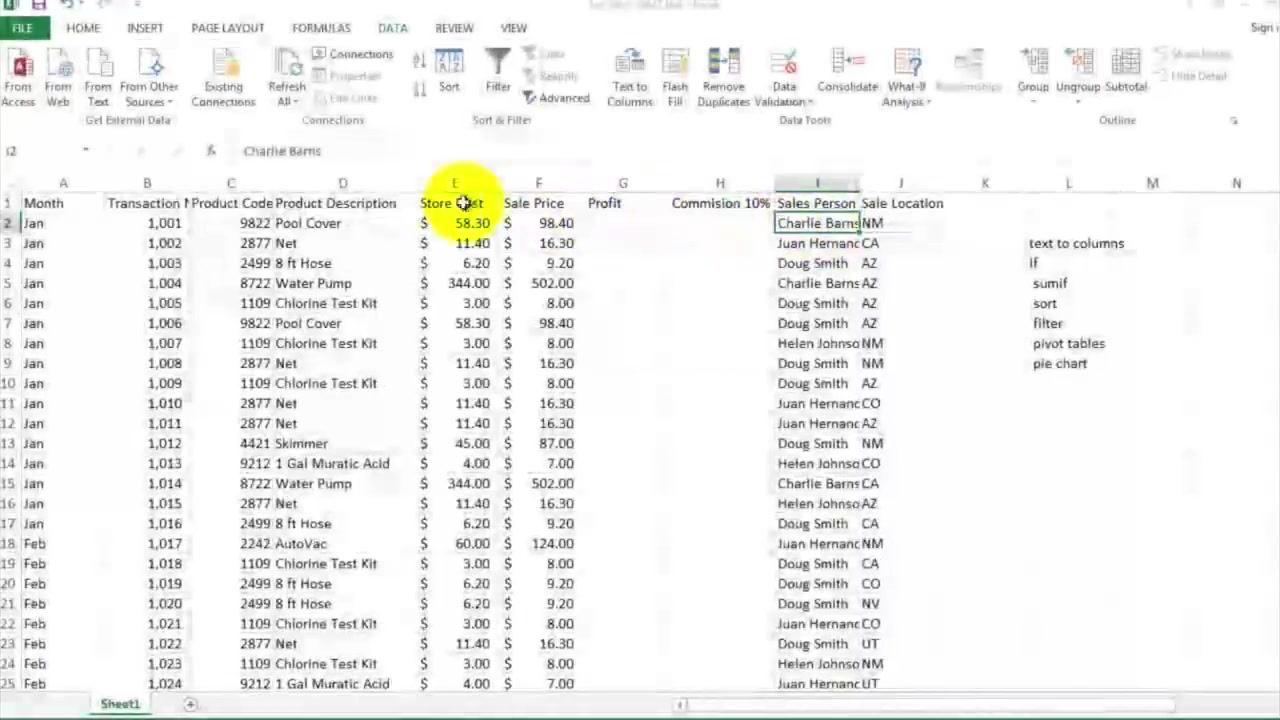 FILE HOME INSERT PAGE LAYOUT FORMULAS DATA REVIEW VIEW Sign
From Access From Web From Text From Other Sources Existing Connections Refresh All Connections Properties Edit Links Sort Filter Reapply Advanced Text to Columns Flash Fill Remove Duplicates Data Validation Consolidate What-If Analysis Relationships Group Ungroup Subtotal Show Detail Hide Detail
Get External Data Connections Sort & Filter Data Tools Outline
I2 fx Charlie Barns
A B C D E F G H I J K L M N
1 Month Transaction Product Code Product Description Store Sale Price Profit Commision 10% Sales Person Sale Location
2 Jan 1,001 9822 Pool Cover $ 58.30 $ 98.40 Charlie Barns NM
3 Jan 1,002 2877 Net $ 11.40 $ 16.30 Juan Hernanc CA text to columns
4 Jan 1,003 2499 8 ft Hose $ 6.20 $ 9.20 Doug Smith AZ if
5 Jan 1,004 8722 Water Pump $ 344.00 $ 502.00 Charlie Barns AZ sumif
6 Jan 1,005 1109 Chlorine Test Kit $ 3.00 $ 8.00 Doug Smith AZ sort
7 Jan 1,006 9822 Pool Cover $ 58.30 $ 98.40 Doug Smith AZ filter
8 Jan 1,007 1109 Chlorine Test Kit $ 3.00 $ 8.00 Helen Johnso NM pivot tables
9 Jan 1,008 2877 Net $ 11.40 $ 16.30 Doug Smith NM pie chart
10 Jan 1,009 1109 Chlorine Test Kit $ 3.00 $ 8.00 Doug Smith AZ
11 Jan 1,010 2877 Net $ 11.40 $ 16.30 Juan Hernanc CO
12 Jan 1,011 2877 Net $ 11.40 $ 16.30 Juan Hernanc AZ
13 Jan 1,012 4421 Skimmer $ 45.00 $ 87.00 Doug Smith NM
14 Jan 1,013 9212 1 Gal Muratic Acid $ 4.00 $ 7.00 Helen Johnso CO
15 Jan 1,014 8722 Water Pump $ 344.00 $ 502.00 Charlie Barns CA
16 Jan 1,015 2877 Net $ 11.40 $ 16.30 Helen Johnso AZ
17 Jan 1,016 2499 8 ft Hose $ 6.20 $ 9.20 Doug Smith CA
18 Feb 1,017 2242 AutoVac $ 60.00 $ 124.00 Juan Hernanc NM
19 Feb 1,018 1109 Chlorine Test Kit $ 3.00 $ 8.00 Doug Smith CA
20 Feb 1,019 2499 8 ft Hose $ 6.20 $ 9.20 Doug Smith CO
21 Feb 1,020 2499 8 ft Hose $ 6.20 $ 9.20 Doug Smith NV
22 Feb 1,021 1109 Chlorine Test Kit $ 3.00 $ 8.00 Juan Hernanc CO
23 Feb 1,022 2877 Net $ 11.40 $ 16.30 Doug Smith UT
24 Feb 1,023 1109 Chlorine Test Kit $ 3.00 $ 8.00 Helen Johnso NM
25 Feb 1,024 9212 1 Gal Muratic Acid $ 4.00 $ 7.00 Juan Hernanc UT
Sheet1